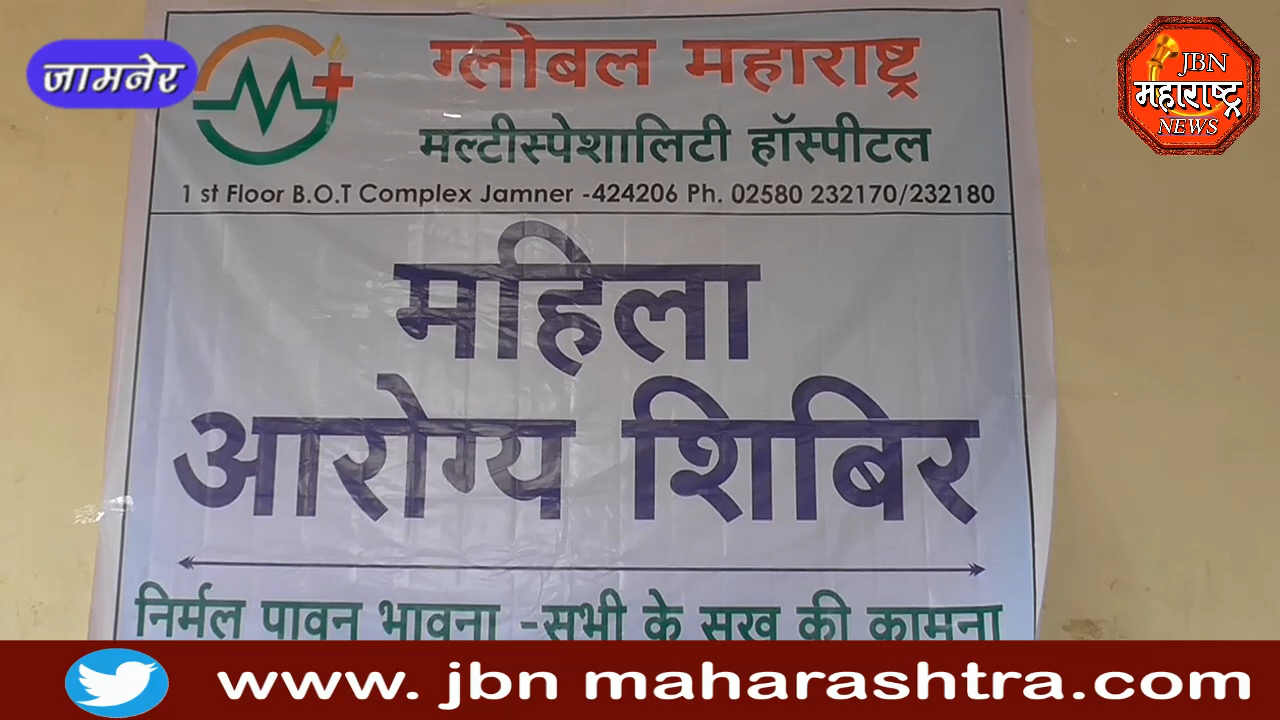 जामनेर
JBN
महाराष्ट्र
NEWS
ग्लोबल महाराष्ट्र
मल्टीस्पेशालिटी हॉस्पीटल
1 st Floor B.O.T Complex Jamner -424206 Ph. 02580 232170/232180
महिला
आरोग्य शिबिर
निर्मल पावन भावना -सभी के सुख की कामना
www. jbn maharashtra.com